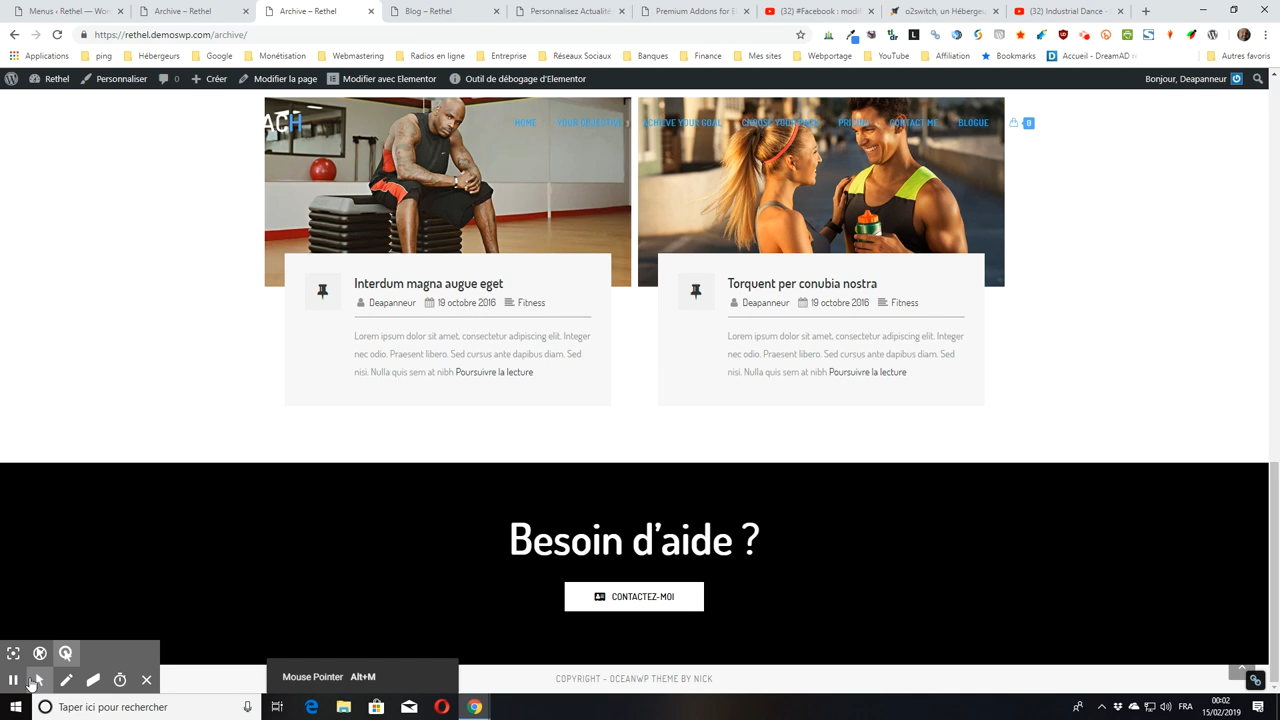 Menus ‹ Rethel — Wor
Archive – Rethel
Archive – Rethel
Blog – Rethel
Personnalisez Actualité
Premium Addons for E
(32) #Facebook : modif
o2switch, un Héberge
(32) Industrial Dance -
https://rethel.demoswp.com/archive/
Applications
ping
Hébergeurs
Google
Monétisation
Webmastering
Radios en ligne
Entreprise
Réseaux Sociaux
Banques
Finance
Mes sites
Webportage
YouTube
Affiliation
Bookmarks
Accueil – DreamAD
Autres favoris
Rethel
Personnaliser
0
Créer
Modifier la page
Modifier avec Elementor
Outil de débogage d'Elementor
Bonjour, Deapanneur
ACH
HOME
YOUR OBJECTIVE
ACHIEVE YOUR GOAL
CHOOSE YOUR PACK
PRICING
CONTACT ME
BLOGUE
0
Interdum magna augue eget
Deapanneur 19 octobre 2016 Fitness
Lorem ipsum dolor sit amet, consectetur adipiscing elit. Integer
nec odio. Praesent libero. Sed cursus ante dapibus diam. Sed
nisi. Nulla quis sem at nibh Poursuivre la lecture
Torquent per conubia nostra
Deapanneur 19 octobre 2016 Fitness
Lorem ipsum dolor sit amet, consectetur adipiscing elit. Integer
nec odio. Praesent libero. Sed cursus ante dapibus diam. Sed
nisi. Nulla quis sem at nibh Poursuivre la lecture
Besoin d'aide ?
CONTACTEZ-MOI
Mouse Pointer Alt+M
COPYRIGHT - OCEANWP THEME BY NICK
Taper ici pour rechercher
FRA
00:02
15/02/2019